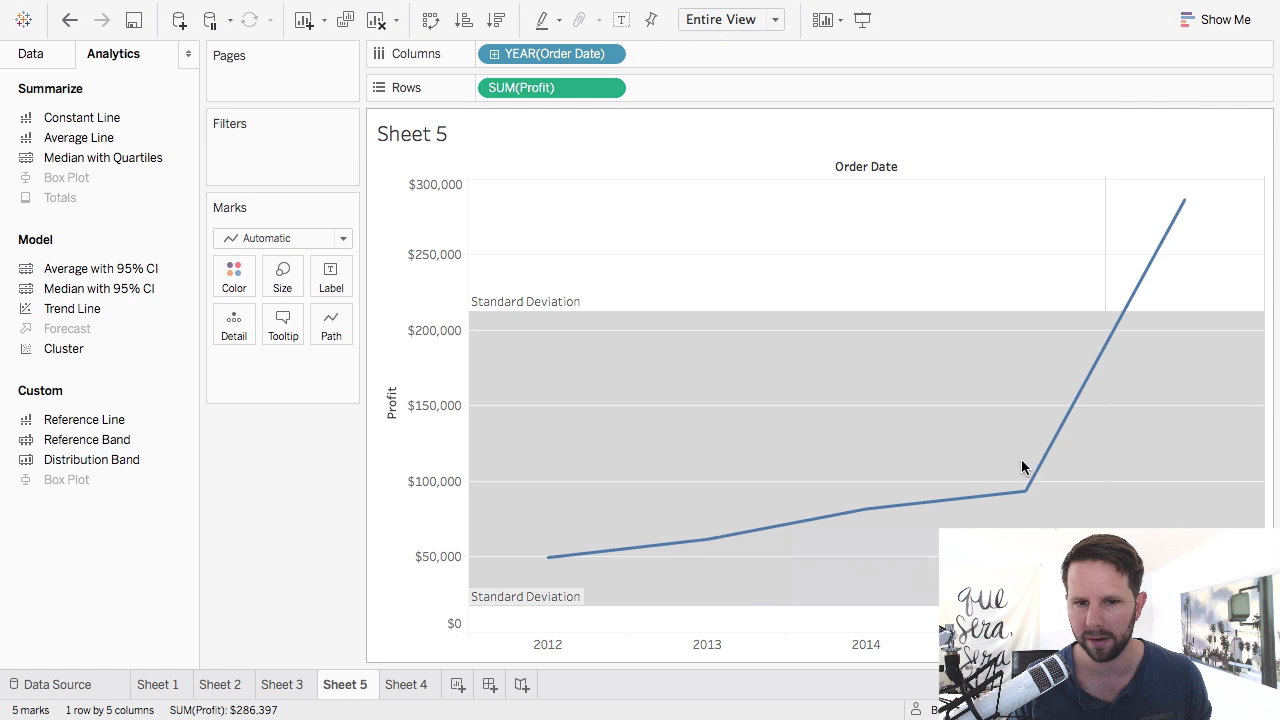 Entire View
Show Me
Data
Analytics
Pages
Columns
YEAR(Order Date)
Rows
SUM(Profit)
Summarize
Constant Line
Average Line
Median with Quartiles
Box Plot
Totals
Model
Average with 95% CI
Median with 95% CI
Trend Line
Forecast
Cluster
Custom
Reference Line
Reference Band
Distribution Band
Box Plot
Filters
Marks
Automatic
Color
Size
Label
Detail
Tooltip
Path
Sheet 5
Order Date
$300,000
$250,000
Standard Deviation
$200,000
Profit
$150,000
$100,000
$50,000
Standard Deviation
$0
2012
2013
2014
que
sera,
sera
Data Source
Sheet 1
Sheet 2
Sheet 3
Sheet 5
Sheet 4
5 marks
1 row by 5 columns
SUM(Profit):